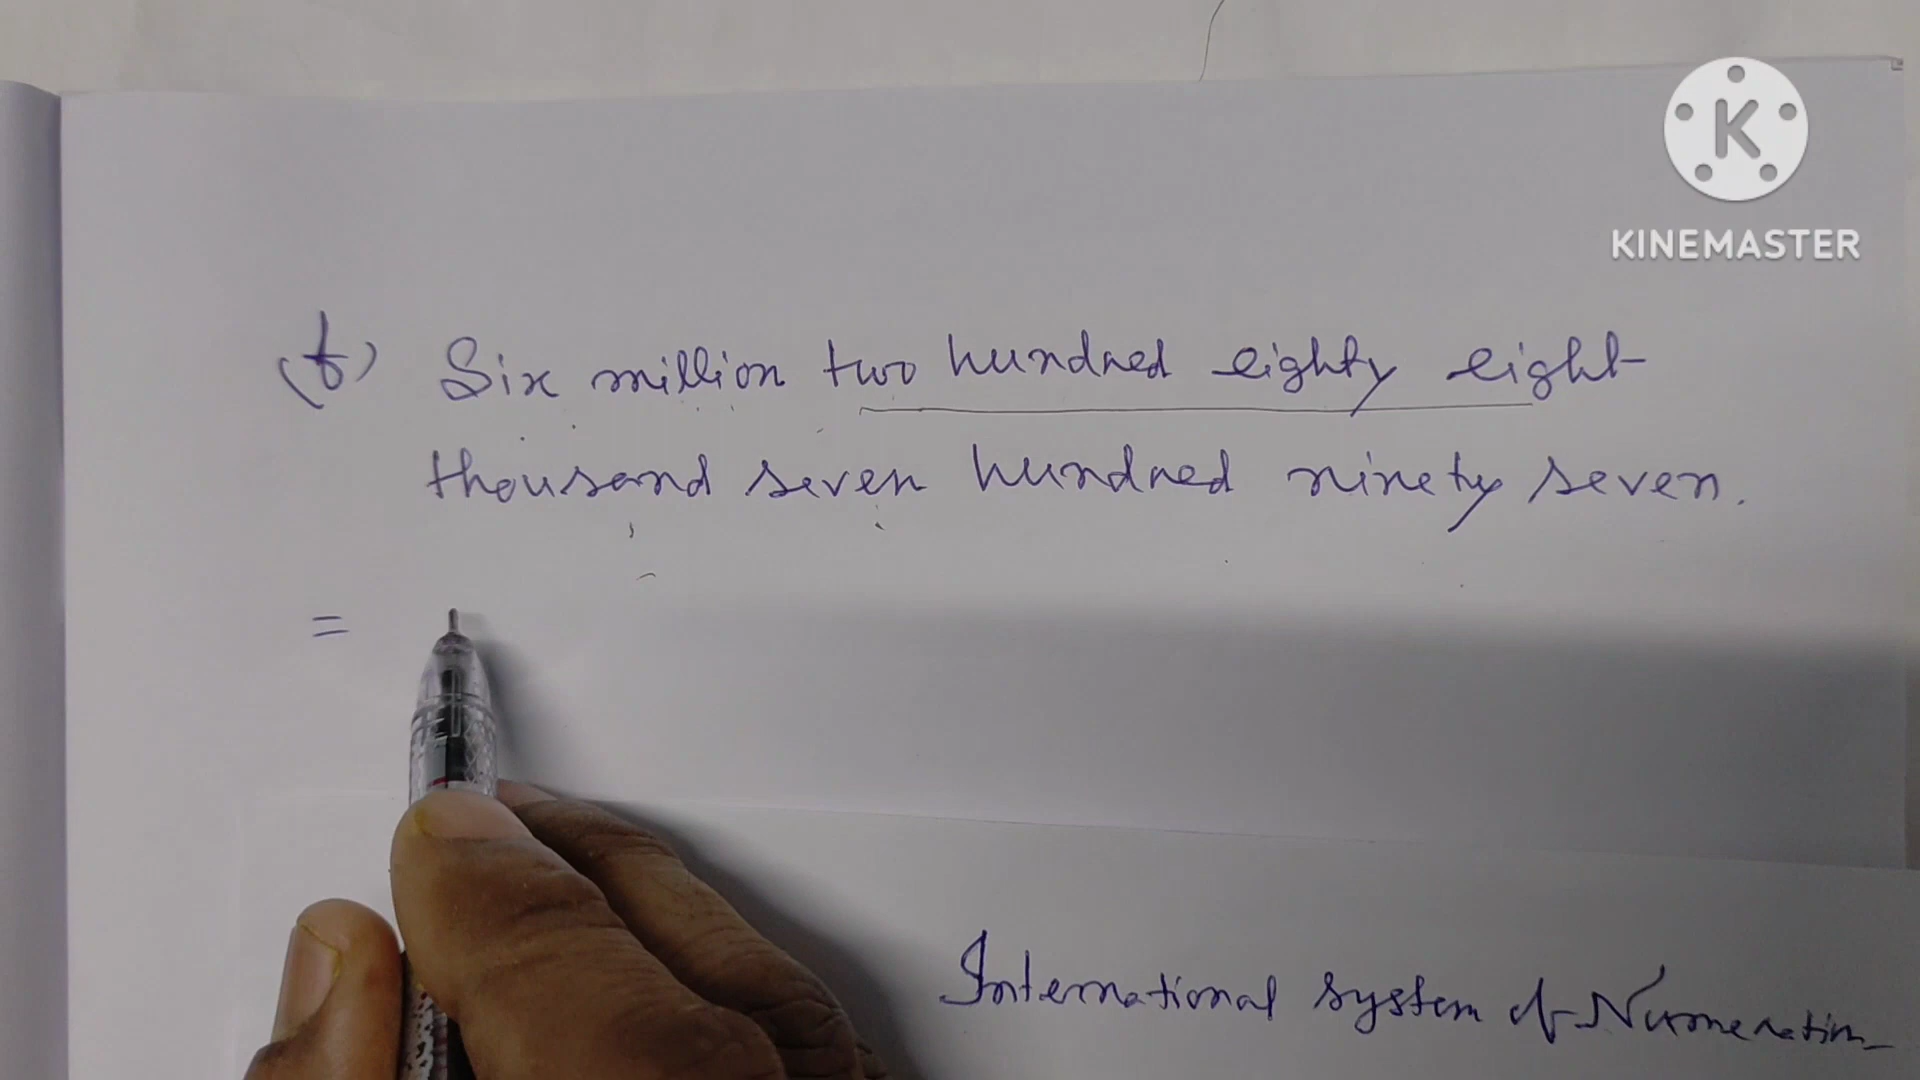 KINEMASTER
(f) Six million two hundred eighty eight
thousand seven hundred ninety seven.
=
International system of Numeration